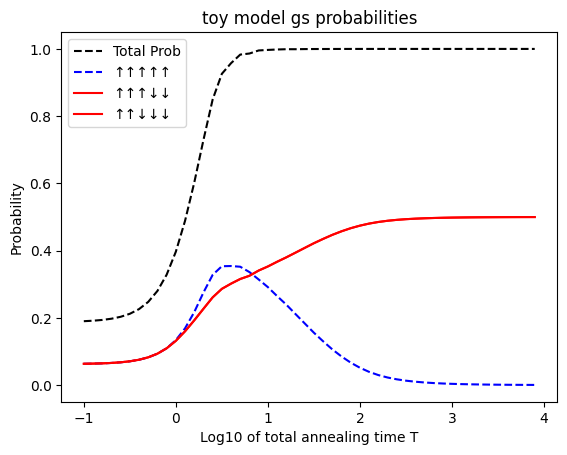 toy model gs probabilities
Total Prob
↑↑↑↑↑
↑↑↑↓↓
↑↑↓↓↓
Probability
1.0
0.8
0.6
0.4
0.2
0.0
−1 0 1 2 3 4
Log10 of total annealing time T